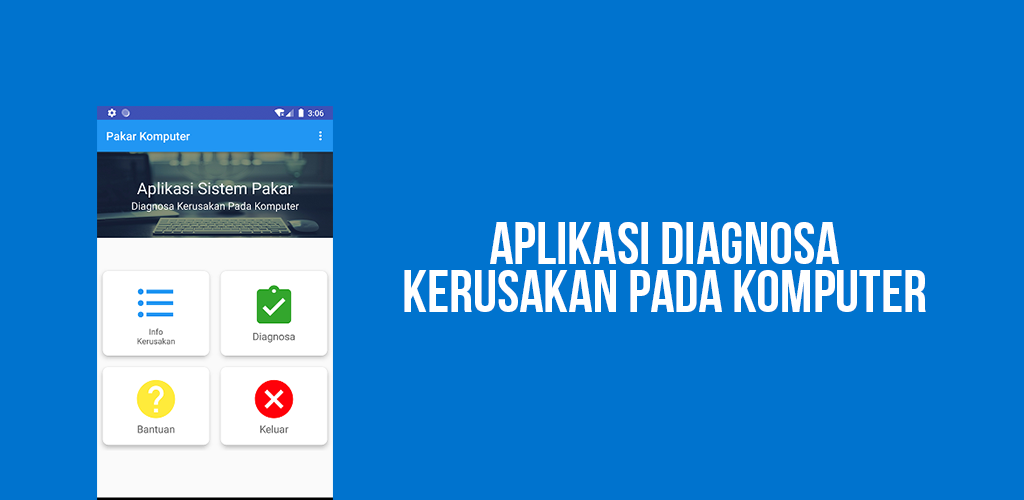 3:06
Pakar Komputer
Aplikasi Sistem Pakar
Diagnosa Kerusakan Pada Komputer
Info
Kerusakan
Diagnosa
Bantuan
Keluar
APLIKASI DIAGNOSA
KERUSAKAN PADA KOMPUTER